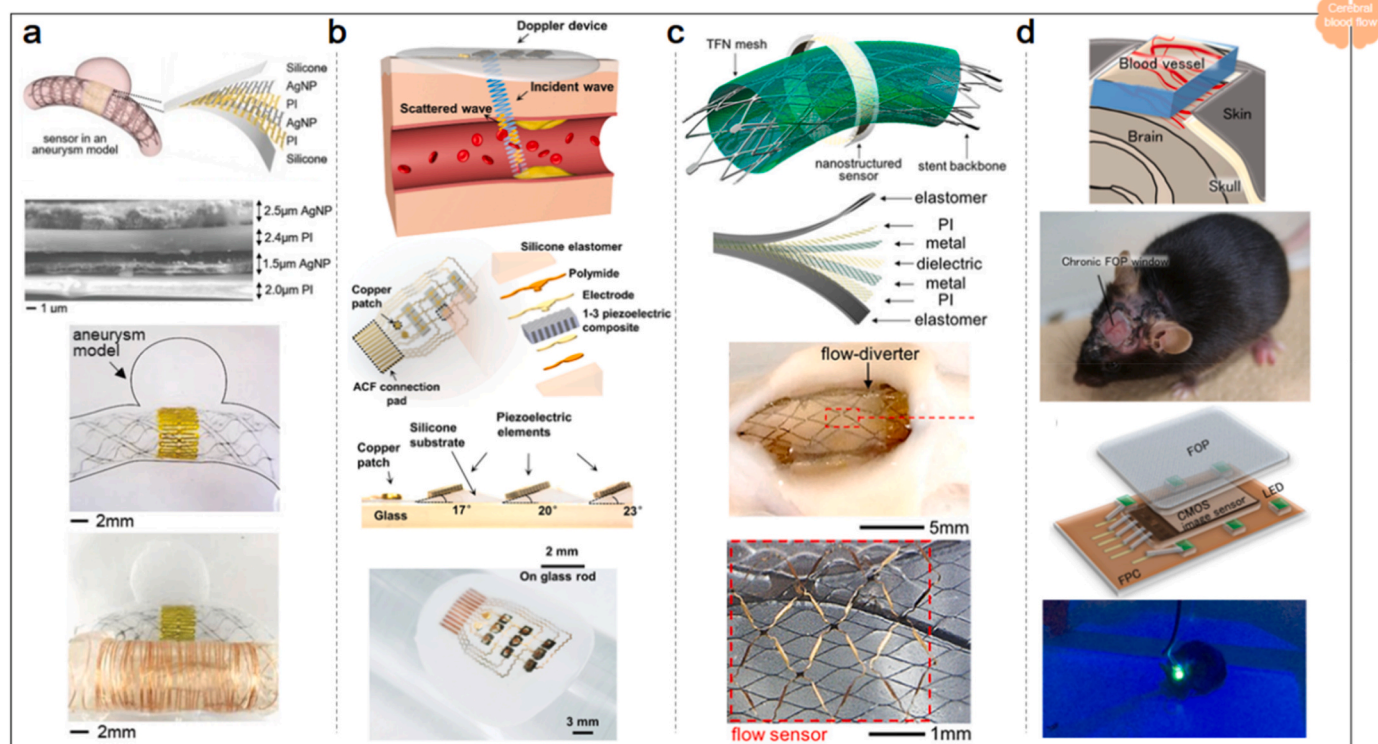 Cerebral
blood flow
a
Silicone
AgNP
PI
AgNP
PI
Silicone
sensor in an
aneurysm model
2.5μm AgNP
2.4μm PI
1.5μm AgNP
2.0μm PI
1 um
aneurysm
model
2mm
2mm
b
Doppler device
Incident wave
Scattered wave
Silicone elastomer
Polymide
Copper
patch
Electrode
1-3 piezoelectric
composite
ACF connection
pad
Piezoelectric
elements
Silicone
substrate
Copper
patch
Glass
17°
20°
23°
2 mm
On glass rod
3 mm
c
TFN mesh
nanostructured
sensor
stent backbone
elastomer
PI
metal
dielectric
metal
PI
elastomer
flow-diverter
5mm
flow sensor
1mm
d
Blood vessel
Skin
Brain
Skull
Chronic FOP window
FOP
LED
CMOS
image sensor
FPC